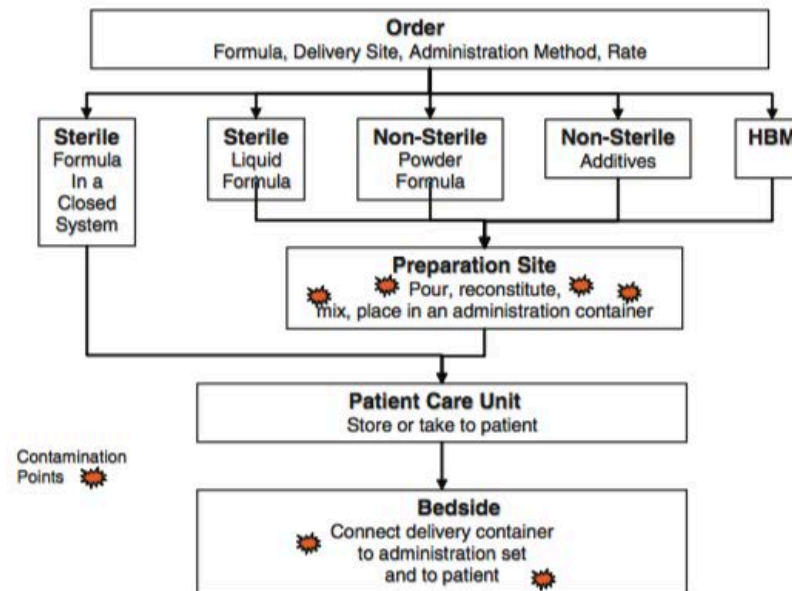 Order
Formula, Delivery Site, Administration Method, Rate
Sterile
Formula
In a
Closed
System
Sterile
Liquid
Formula
Non-Sterile
Powder
Formula
Non-Sterile
Additives
HBM
Preparation Site
Pour, reconstitute,
mix, place in an administration container
Patient Care Unit
Store or take to patient
Contamination
Points
Bedside
Connect delivery container
to administration set
and to patient